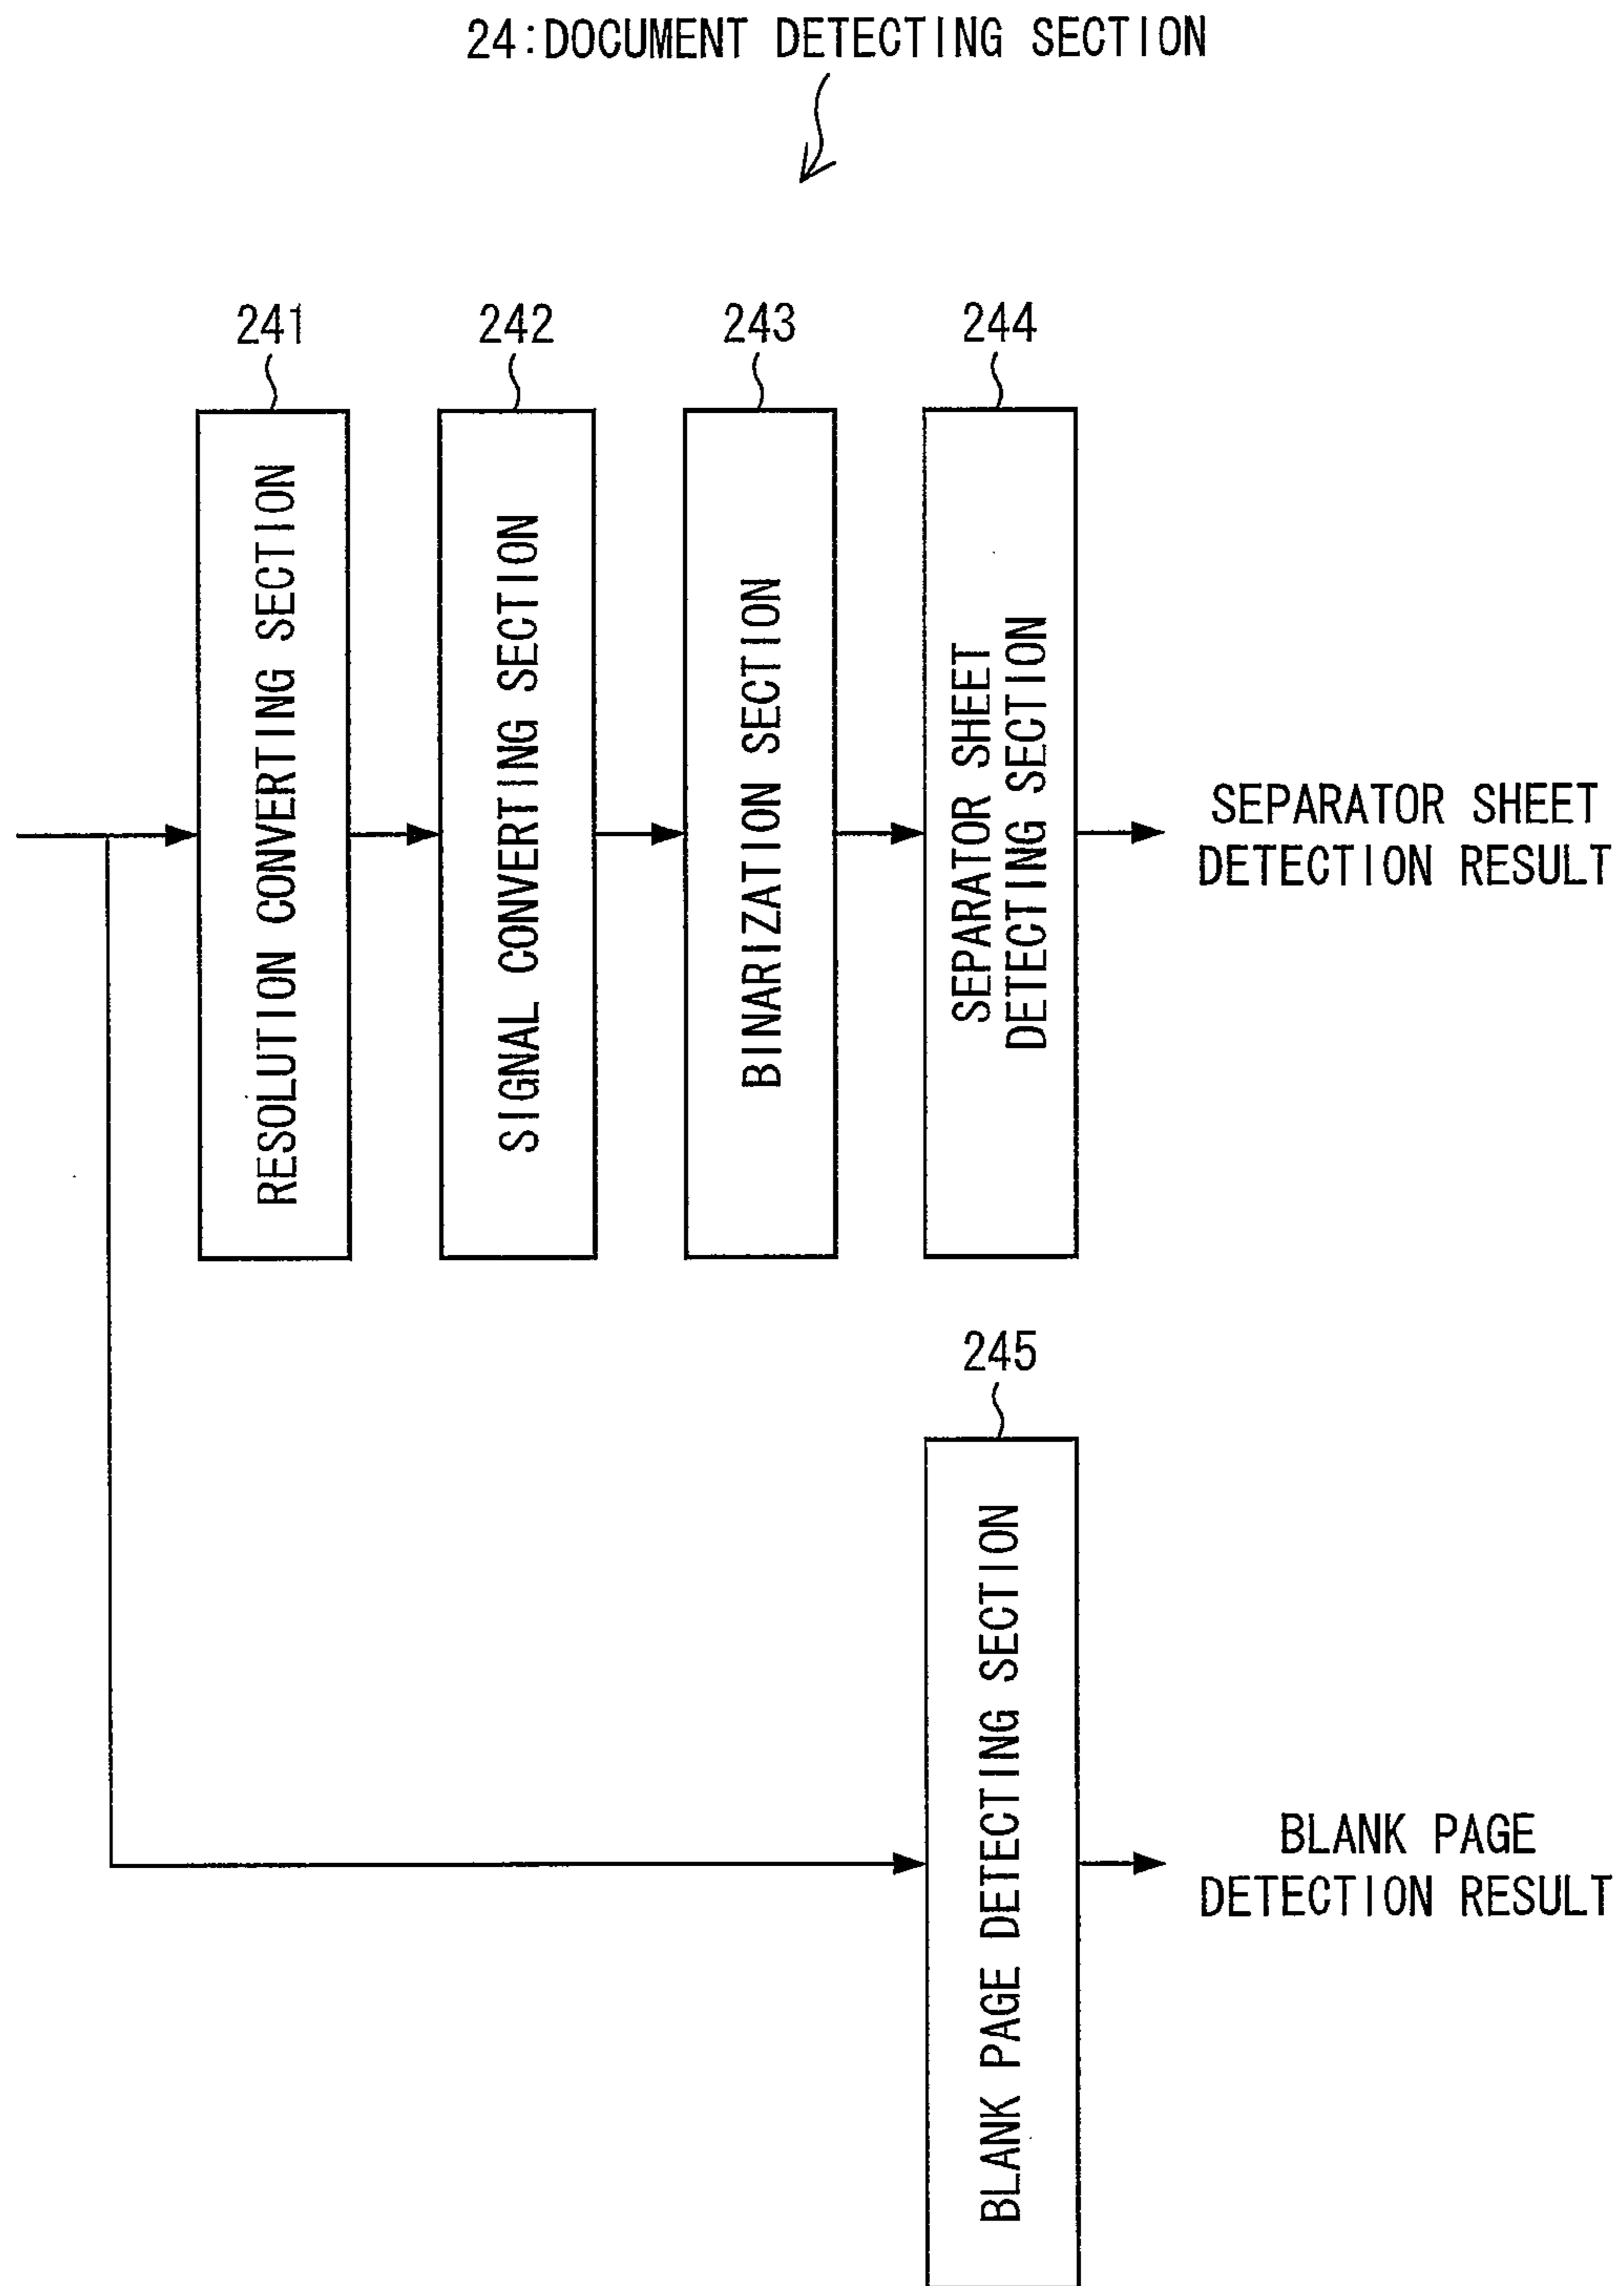 24:DOCUMENT DETECTING SECTION
241
242
243
244
RESOLUTION CONVERTING SECTION
SIGNAL CONVERTING SECTION
BINARIZATION SECTION
SEPARATOR SHEET
DETECTING SECTION
SEPARATOR SHEET
DETECTION RESULT
245
BLANK PAGE DETECTING SECTION
BLANK PAGE
DETECTION RESULT